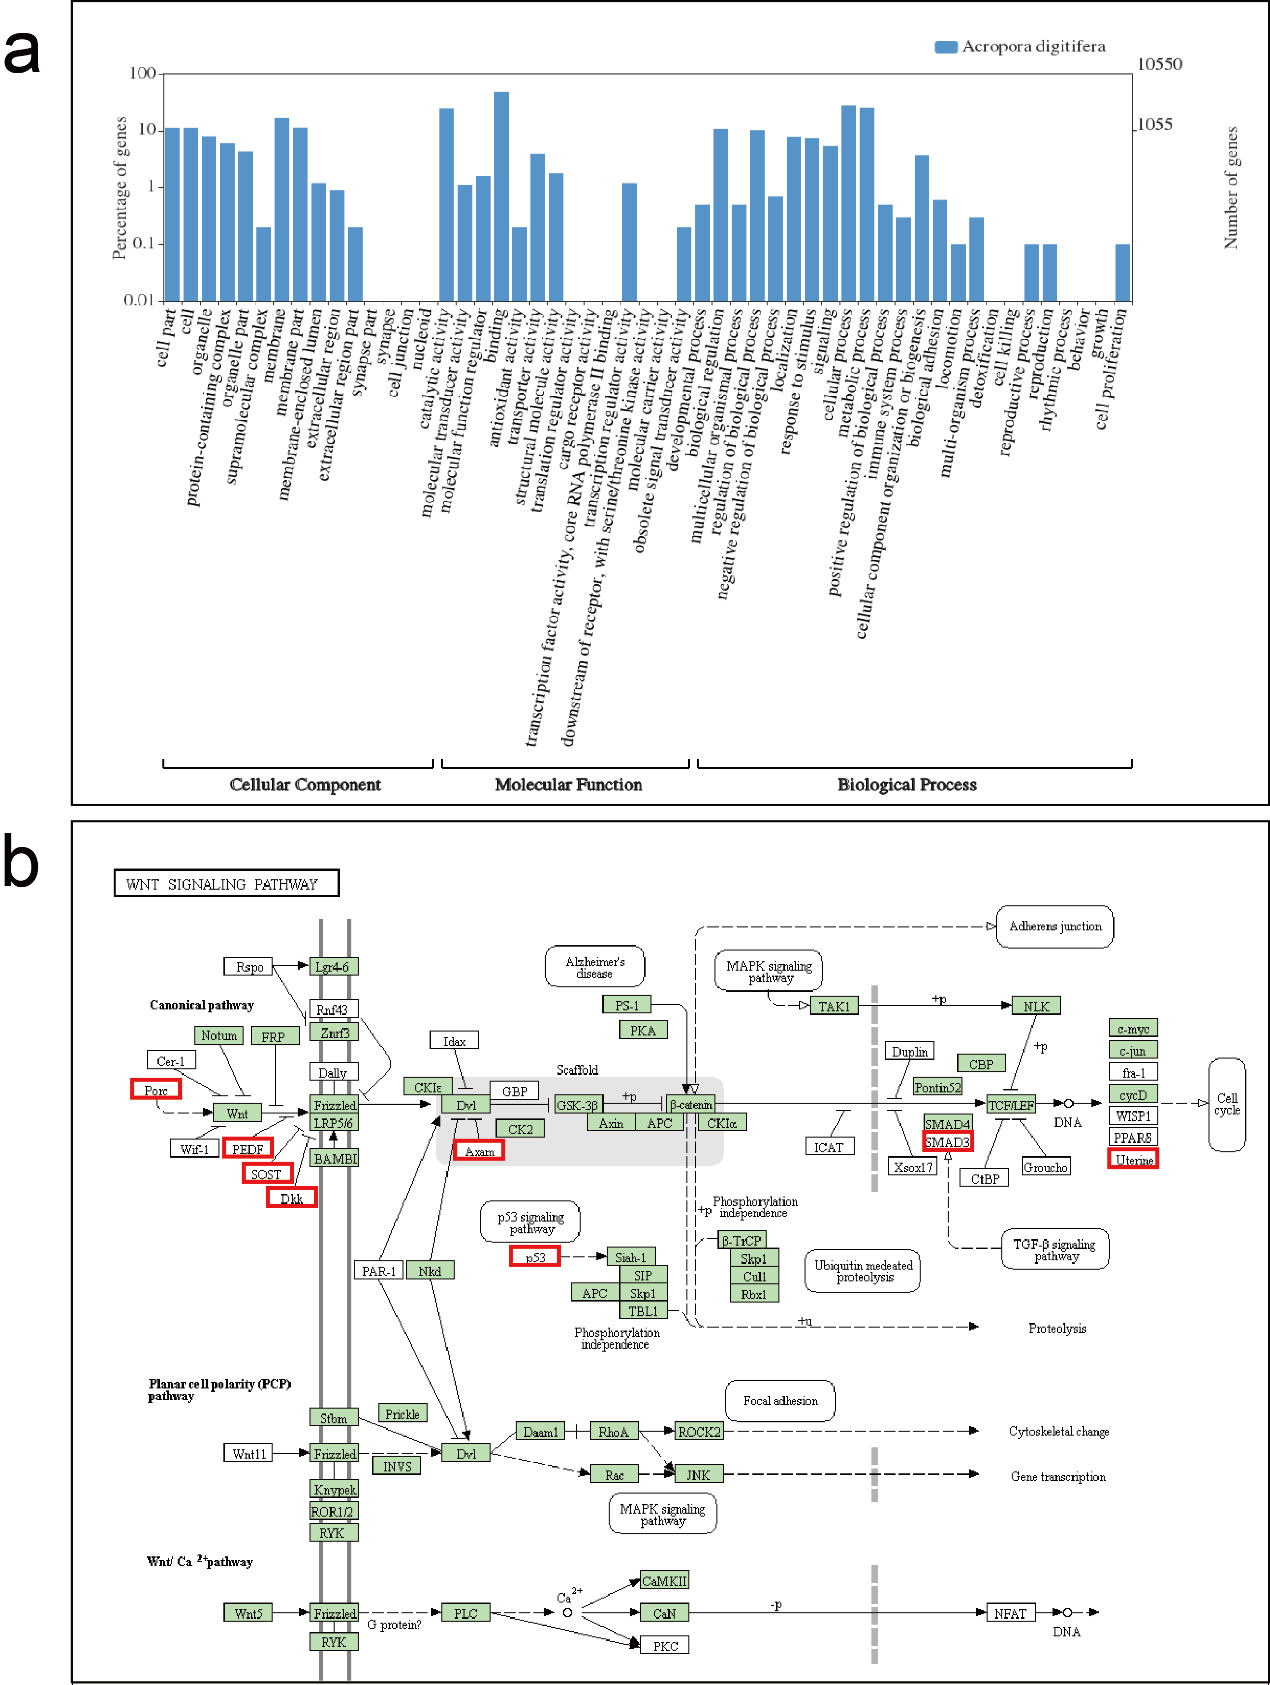 a
Acropora digitifera
10550
1055
100
10
1
0.1
0.01
Percentage of genes
Number of genes
cell part
cell
organelle
protein-containing complex
organelle part
supramolecular complex
membrane
membrane part
membrane-enclosed lumen
extracellular region
extracellular region part
synapse part
synapse
cell junction
nucleoid
catalytic activity
molecular transducer activity
molecular function regulator
binding
antioxidant activity
transporter activity
structural molecule activity
translation regulator activity
cargo receptor activity
transcription factor activity, core RNA polymerase II binding
transcription regulator activity
downstream of receptor, with serine/threonine kinase activity
molecular carrier activity
obsolete signal transducer activity
developmental process
biological regulation
multicellular organismal process
regulation of biological process
negative regulation of biological process
localization
response to stimulus
signaling
cellular process
metabolic process
positive regulation of biological process
immune system process
cellular component organization or biogenesis
biological adhesion
locomotion
multi-organism process
detoxification
cell killing
reproductive process
reproduction
rhythmic process
behavior
growth
cell proliferation
Cellular Component
Molecular Function
Biological Process
b
WNT SIGNALING PATHWAY
Adherens junction
Alzheimer's
disease
MAPK signaling
pathway
Rspo
Lgr4-6
Canonical pathway
Rnf43
Znrf3
PS-1
PKA
TAK1
+p
NLK
Notum
FRP
Idax
Cer-1
Dally
Scaffold
Duplin
CBP
+p
c-myc
c-jun
fra-1
cycD
WISP1
PPARδ
Uterine
Cell
cycle
Porc
Wnt
Frizzled
LRP5/6
CKIε
Dvl
GBP
GSK-3β
+p
β-catenin
Axin
APC
CKIα
CK2
Pontin52
TCF/LEF
DNA
SMAD4
SMAD3
Wif-1
PEDF
SOST
Dkk
BAMBI
Axam
ICAT
Xsox17
CtBP
Groucho
p53 signaling
pathway
+p
Phosphorylation
independence
p53
Siah-1
SIP
APC
Skp1
TBL1
β-TrCP
Skp1
Cul1
Rbx1
Ubiquitin medeated
proteolysis
TGF-β signaling
pathway
PAR-1
Nkd
Phosphorylation
independence
+u
Proteolysis
Planar cell polarity (PCP)
pathway
Stbm
Prickle
Focal adhesion
Daam1
RhoA
ROCK2
Cytoskeletal change
Wnt11
Frizzled
INVS
Dvl
Rac
JNK
Gene transcription
Knypek
ROR1/2
RYK
MAPK signaling
pathway
Wnt/ Ca 2+ pathway
Wnt5
Frizzled
RYK
G protein?
PLC
Ca2+
CaMKII
CaN
PKC
-p
NFAT
DNA